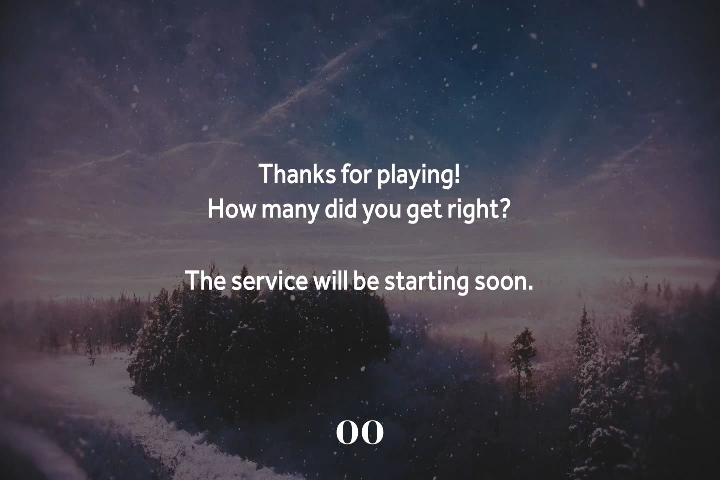 Thanks for playing!
How many did you get right?
The service will be starting soon.
00